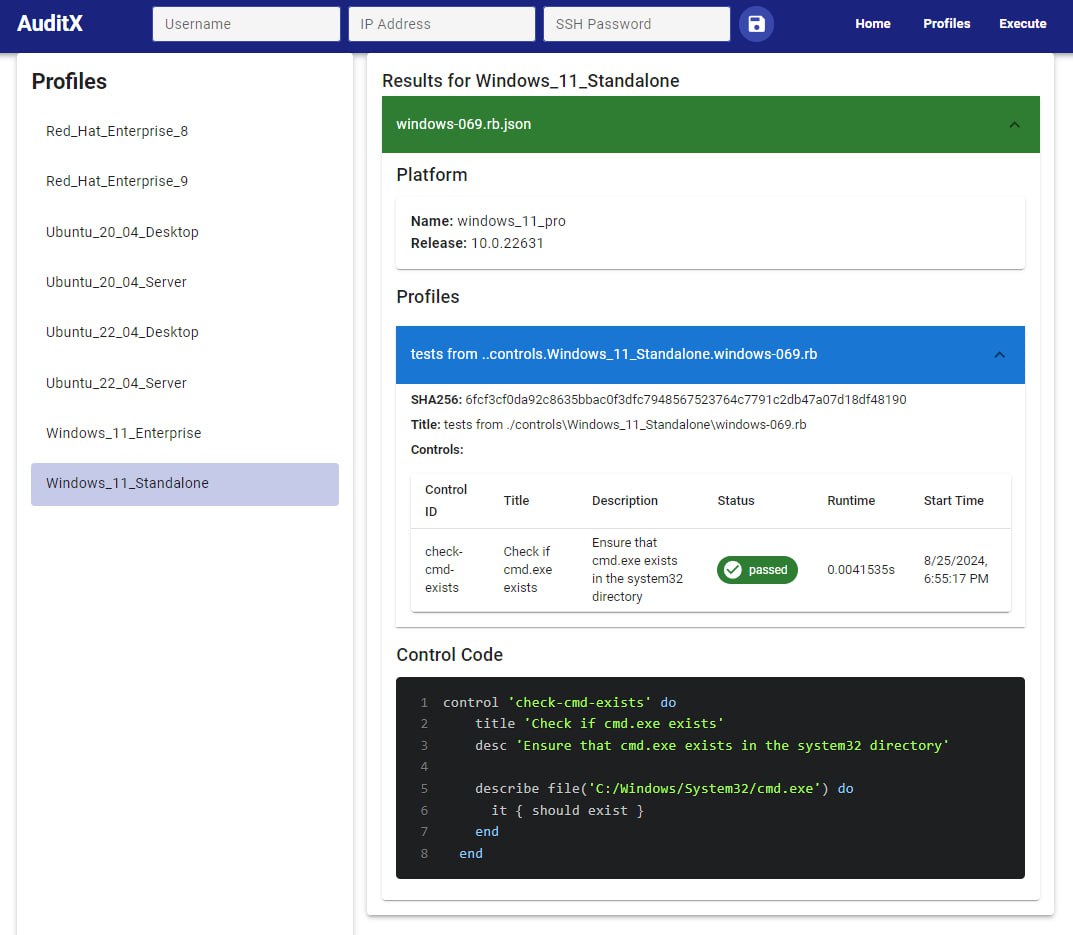 AuditX
Username
IP Address
SSH Password
Home
Profiles
Execute
Profiles
Red_Hat_Enterprise_8
Red_Hat_Enterprise_9
Ubuntu_20_04_Desktop
Ubuntu_20_04_Server
Ubuntu_22_04_Desktop
Ubuntu_22_04_Server
Windows_11_Enterprise
Windows_11_Standalone
Results for Windows_11_Standalone
windows-069.rb.json
Platform
Name: windows_11_pro
Release: 10.0.22631
Profiles
tests from ..controls.Windows_11_Standalone.windows-069.rb
SHA256: 6fcf3cf0da92c8635bbac0f3dfc7948567523764c7791c2db47a07d18df48190
Title: tests from ./controls\Windows_11_Standalone\windows-069.rb
Controls:
Control
ID
Title
Description
Status
Runtime
Start Time
check-
cmd-
exists
Check if
cmd.exe
exists
Ensure that
cmd.exe exists
in the system32
directory
passed
0.0041535s
8/25/2024,
6:55:17 PM
Control Code
1 control 'check-cmd-exists' do
2 title 'Check if cmd.exe exists'
3 desc 'Ensure that cmd.exe exists in the system32 directory'
4
5 describe file('C:/Windows/System32/cmd.exe') do
6 it { should exist }
7 end
8 end